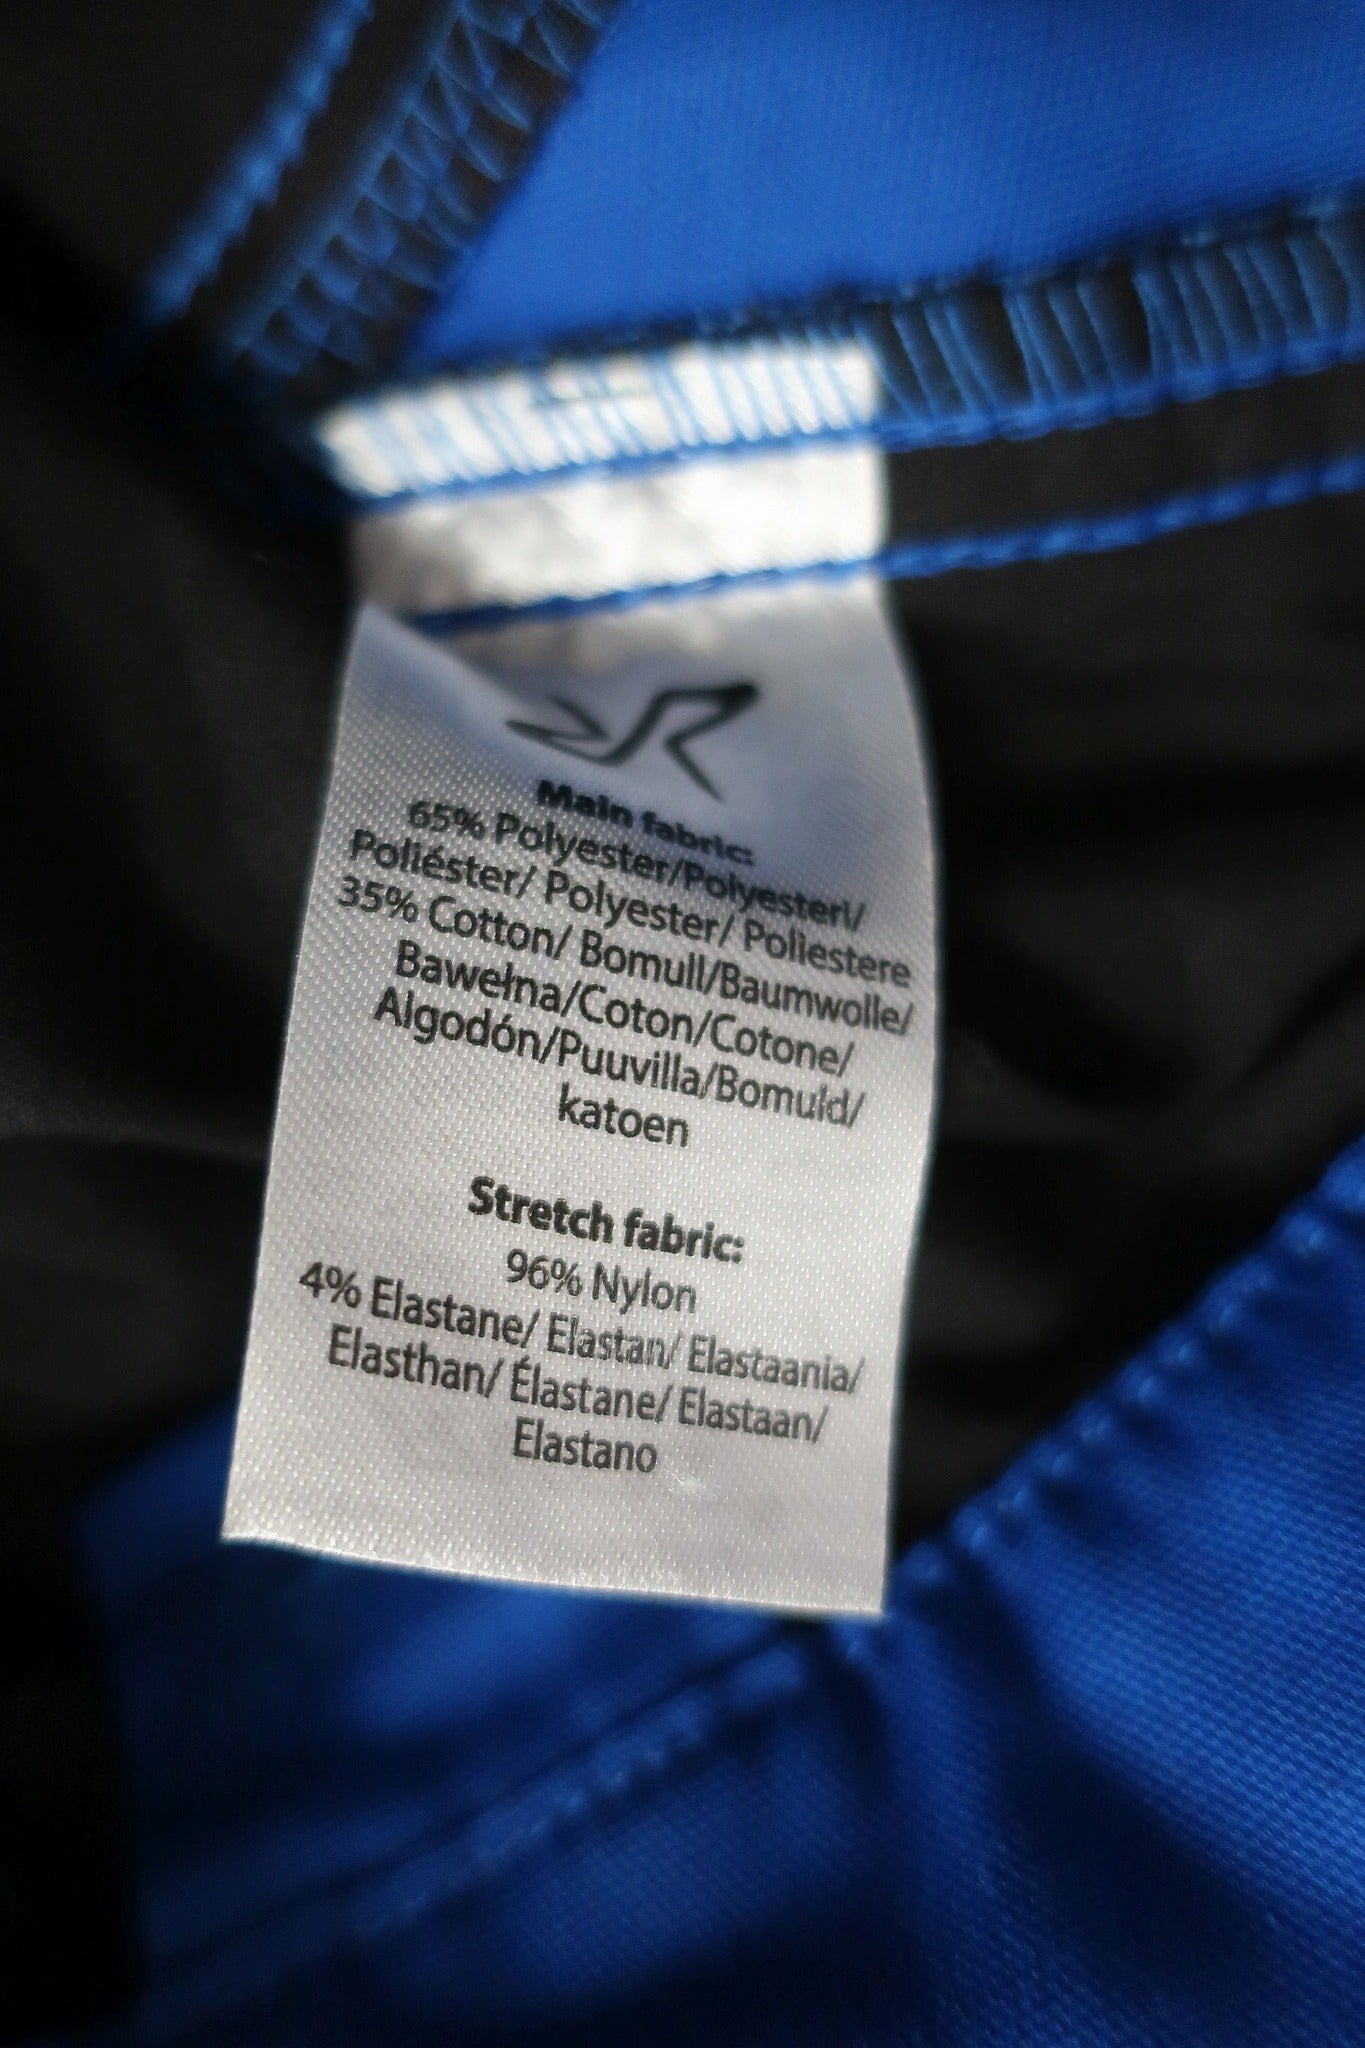 Main fabric:
65% Polyester/Polyesteri/
Poliéster/ Polyester/ Poliestere
35% Cotton/ Bomull/Baumwolle/
Bawełna/Coton/Cotone/
Algodón/Puuvilla/Bomuld/
katoen
Stretch fabric:
96% Nylon
4% Elastane/ Elastan/ Elastaania/
Elasthan/ Élastane/ Elastaan/
Elastano